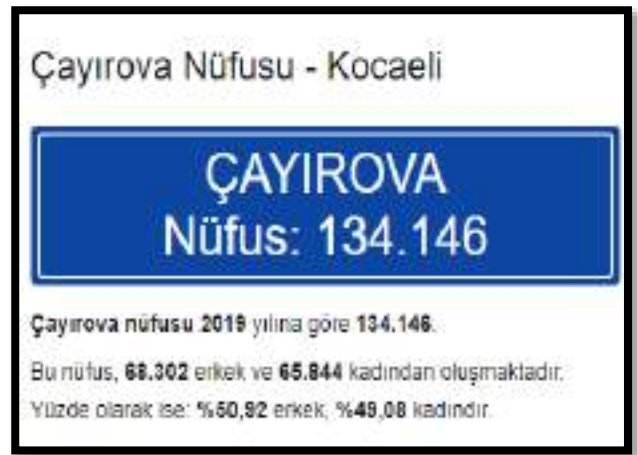 Çayırova Nüfusu - Kocaeli
ÇAYIROVA
Nüfus: 134.146
Çayırova nüfusu 2019 yılına göre 134.146.
Bu nüfus, 68.302 erkek ve 65.844 kadından oluşmaktadır.
Yüzde olarak ise: %50,92 erkek, %49,08 kadındır.